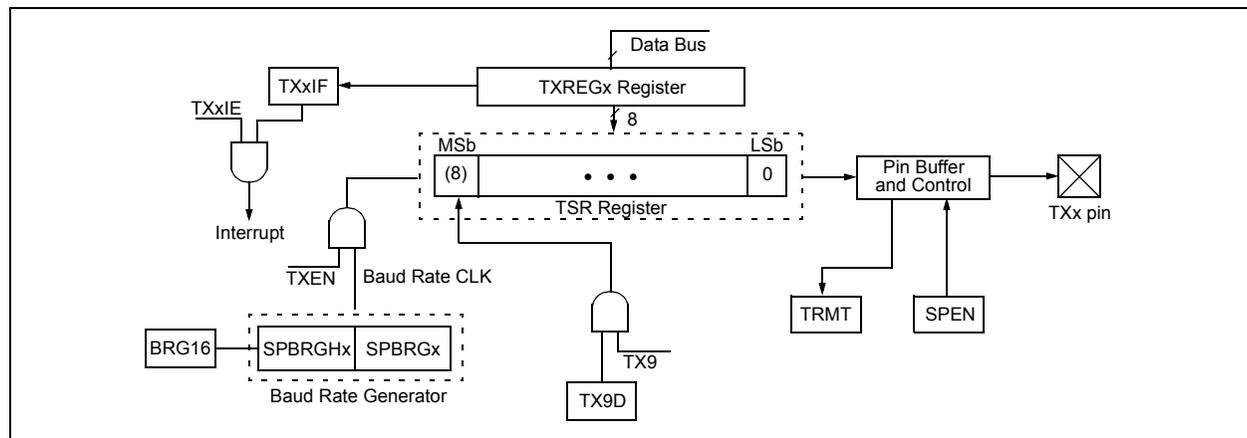 Data Bus
TXxIF
TXREGx Register
TXxIE
8
MSb
LSb
(8)
• • •
0
Pin Buffer
and Control
TSR Register
TXx pin
Interrupt
TXEN
Baud Rate CLK
TRMT
SPEN
BRG16
SPBRGHx
SPBRGx
TX9
Baud Rate Generator
TX9D